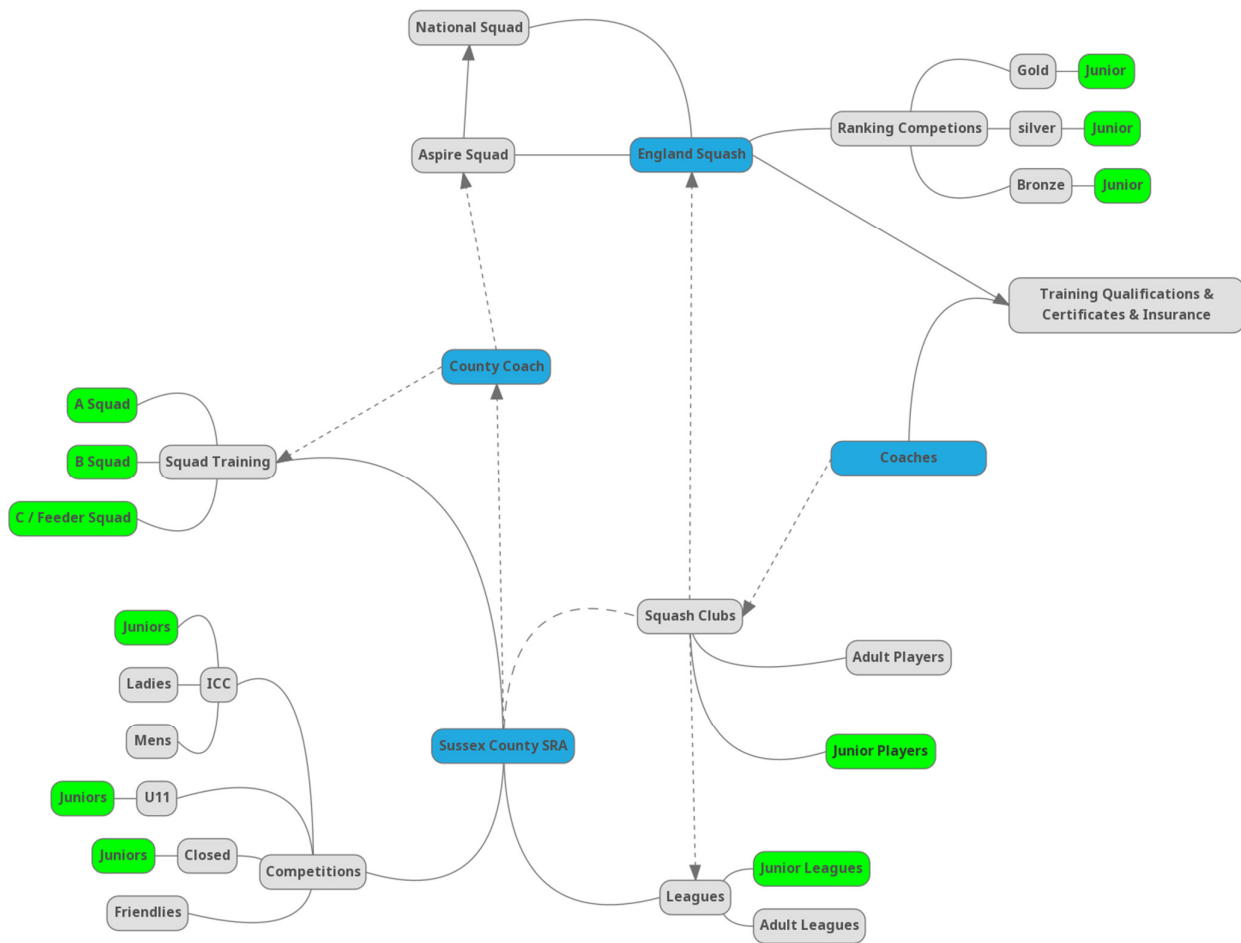 National Squad
Gold
Junior
Ranking Competions
silver
Junior
Aspire Squad
England Squash
Bronze
Junior
Training Qualifications &
Certificates & Insurance
County Coach
A Squad
B Squad
Squad Training
Coaches
C / Feeder Squad
Squash Clubs
Juniors
Adult Players
Ladies
ICC
Mens
Sussex County SRA
Junior Players
Juniors
U11
Juniors
Closed
Competitions
Junior Leagues
Leagues
Friendlies
Adult Leagues